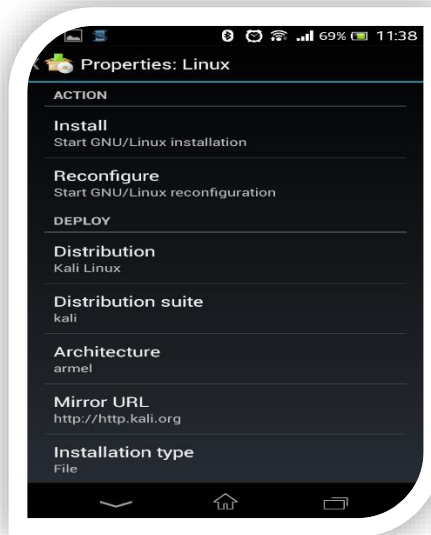 69% 11:38
Properties: Linux
ACTION
Install
Start GNU/Linux installation
Reconfigure
Start GNU/Linux reconfiguration
DEPLOY
Distribution
Kali Linux
Distribution suite
kali
Architecture
armel
Mirror URL
http://http.kali.org
Installation type
File